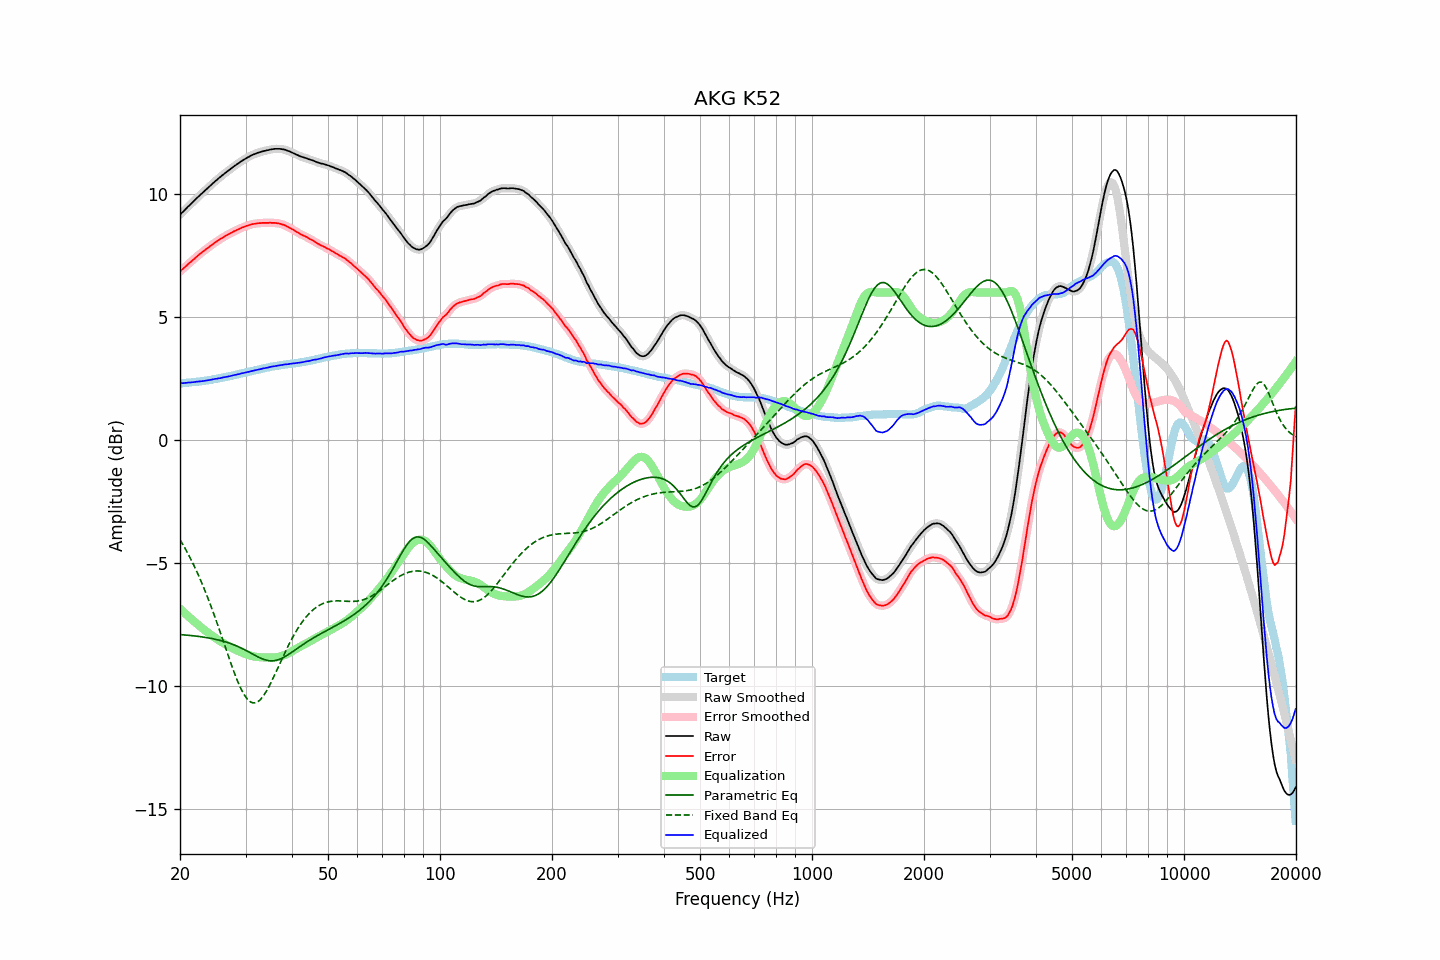 AKG K52
Amplitude (dBr)
10
5
0
−5
−10
−15
Target
Raw Smoothed
Error Smoothed
Raw
Error
Equalization
Parametric Eq
Fixed Band Eq
Equalized
20 50 100 200 500 1000 2000 5000 10000 20000
Frequency (Hz)